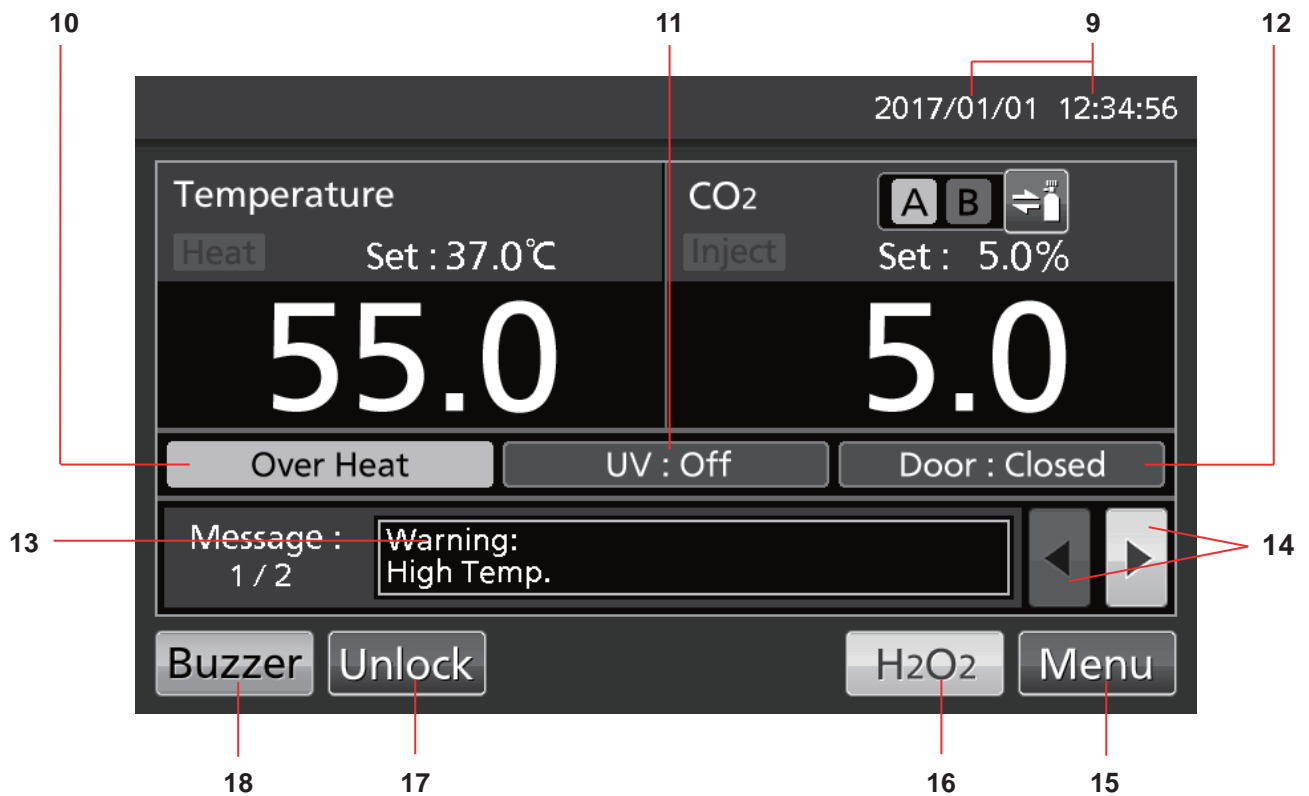 10 11 9 12
2017/01/01 12:34:56
Temperature
CO2 A B
Heat Set : 37.0℃
Inject Set : 5.0%
55.0 5.0
Over Heat UV : Off Door : Closed
13 Message : Warning: 14
1 / 2 High Temp.
Buzzer Unlock H2O2 Menu
18 17 16 15